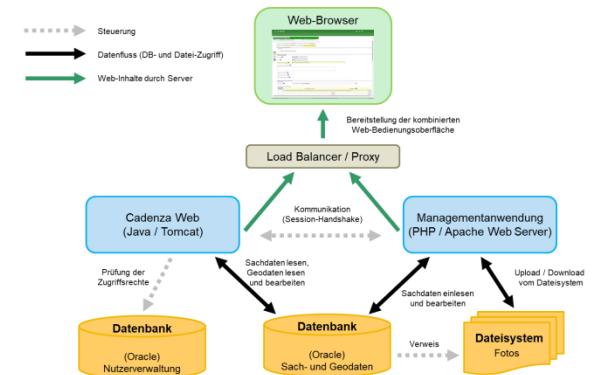 Web-Browser
Steuerung
Datenfluss (DB- und Datei-Zugriff)
Web-Inhalte durch Server
Bereitstellung der kombinierten
Web-Bedienungsoberfläche
Load Balancer / Proxy
Cadenza Web
(Java / Tomcat)
Kommunikation
(Session-Handshake)
Managementanwendung
(PHP / Apache Web Server)
Prüfung der
Zugriffsrechte
Sachdaten lesen,
Geodaten lesen
und bearbeiten
Sachdaten einlesen
und bearbeiten
Upload / Download
vom Dateisystem
Datenbank
(Oracle)
Nutzerverwaltung
Datenbank
(Oracle)
Sach- und Geodaten
Verweis
Dateisystem
Fotos